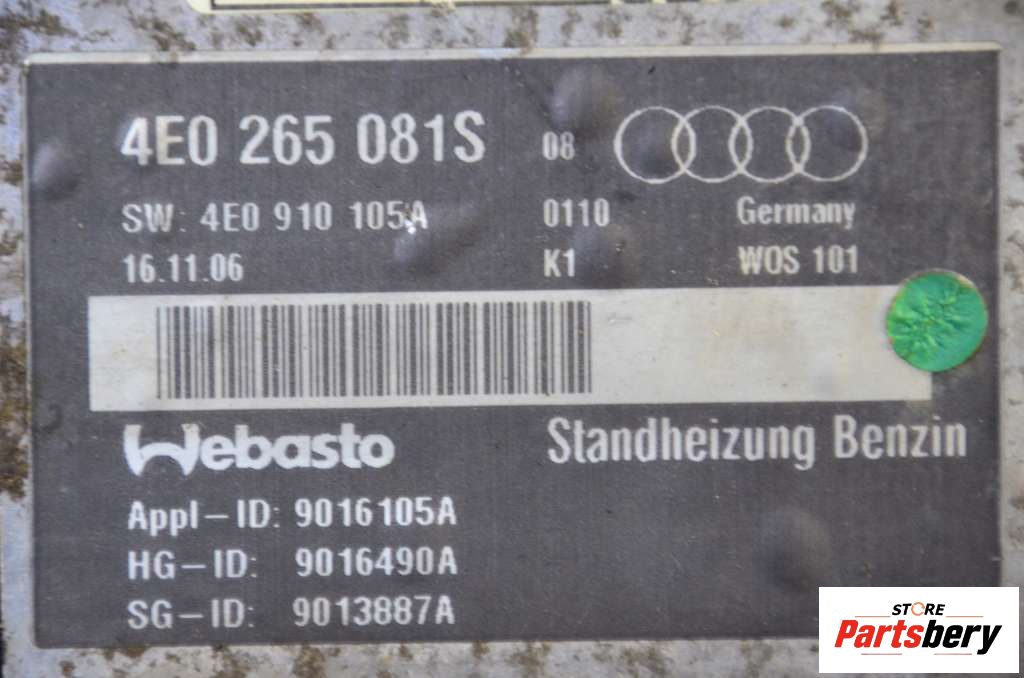 4E0 265 081S 08
SW: 4E0 910 105A 0110 Germany
16.11.06 K1 WOS 101
Webasto Standheizung Benzin
Appl-ID: 9016105A
HG-ID: 9016490A
SG-ID: 9013887A
STORE
Partsbery